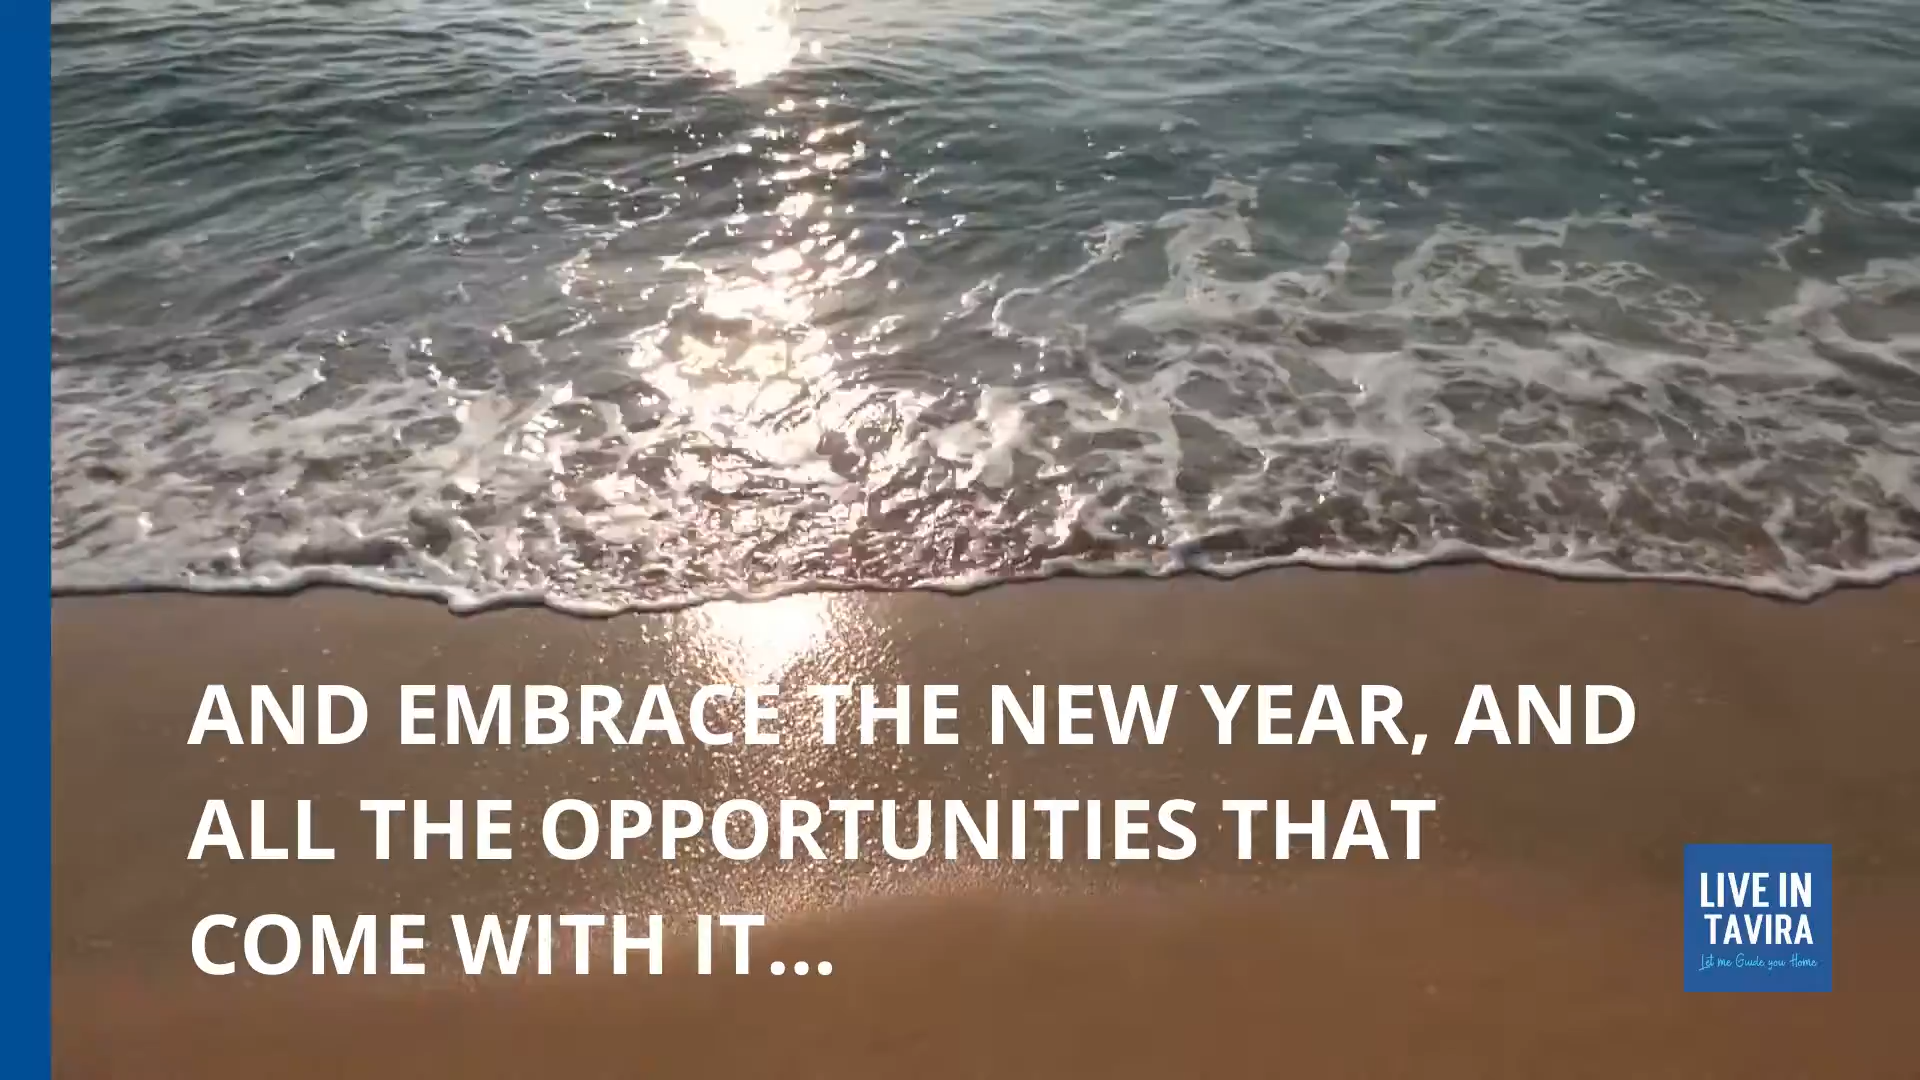 AND EMBRACE THE NEW YEAR, AND
ALL THE OPPORTUNITIES THAT
COME WITH IT...
LIVE IN
TAVIRA
Let me Guide you Home